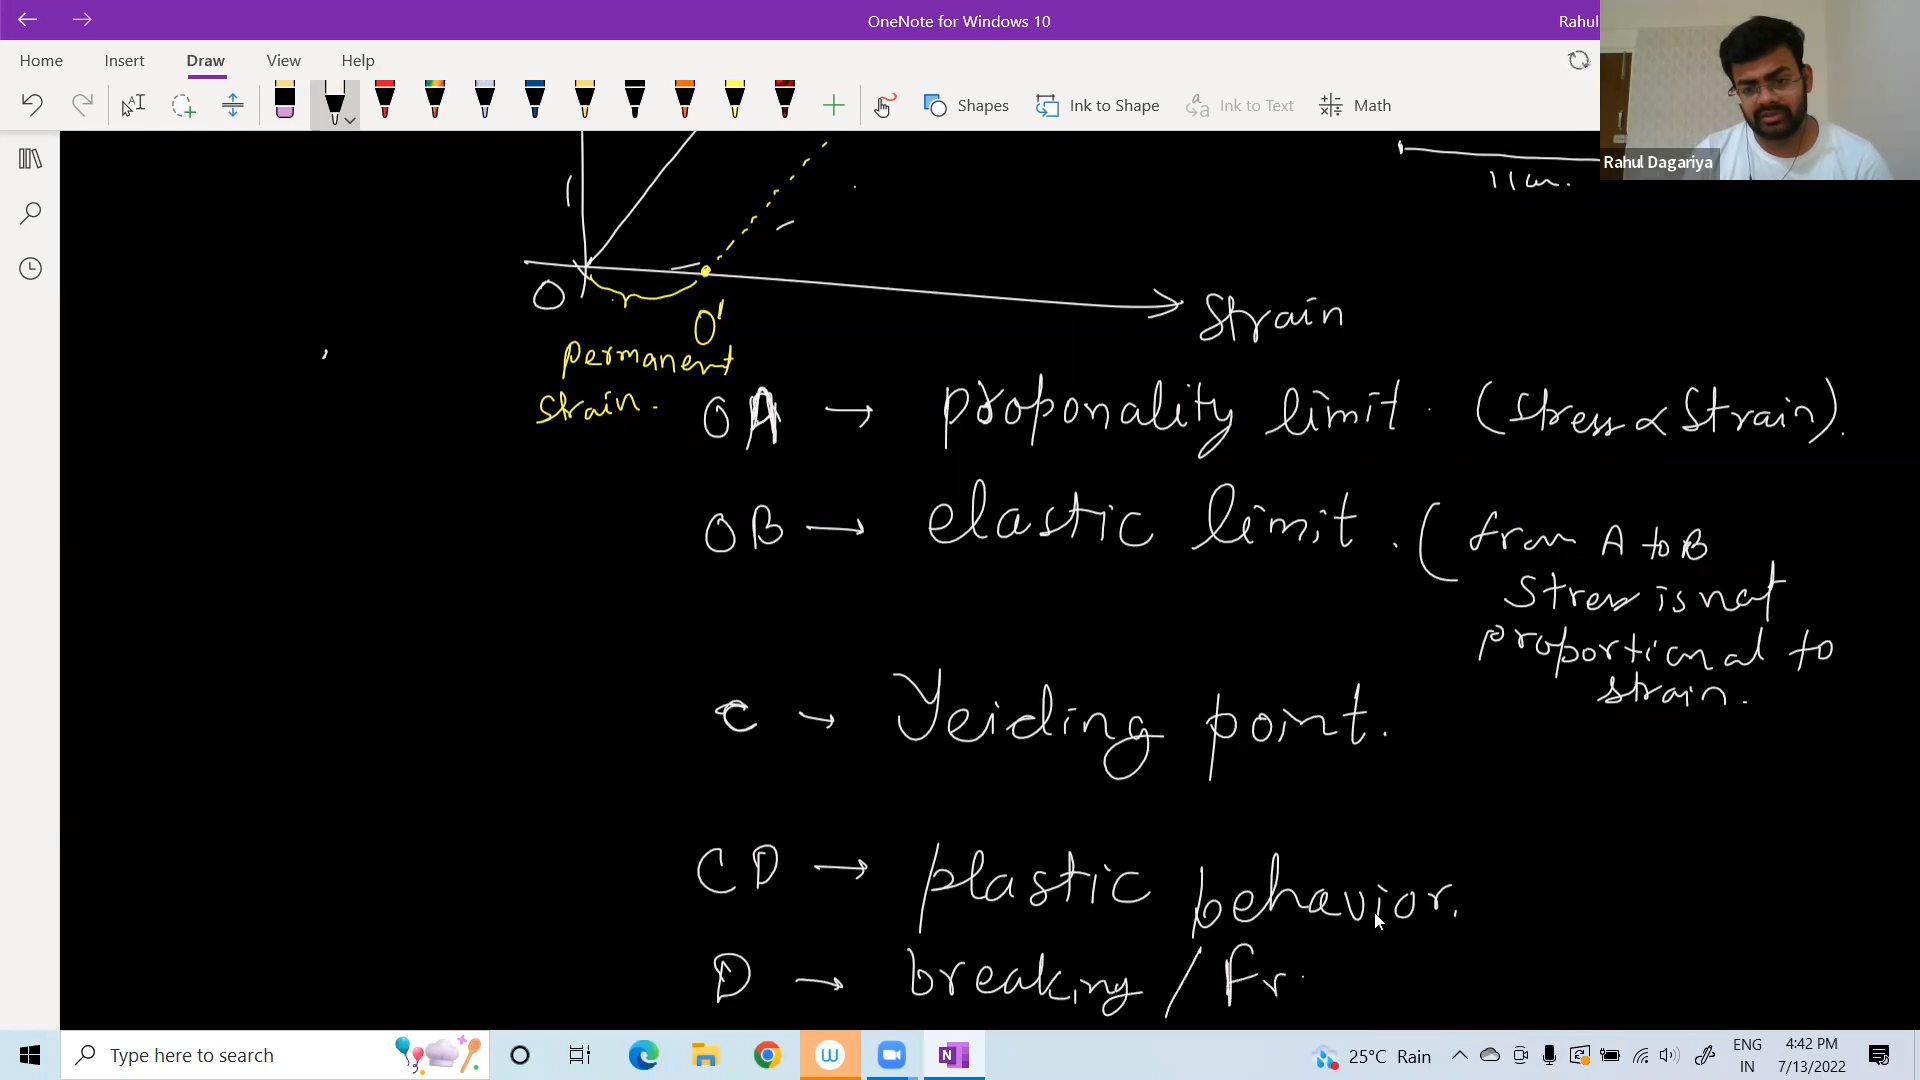 OneNote for Windows 10
Rahul
Home Insert Draw View Help
Shapes Ink to Shape Ink to Text Math
Rahul Dagariya
O
O'
Strain
permanent
strain.
OA → proponality limit. (Stress ∝ Strain).
OB → elastic limit. (from A to B
Stress is not
proportional to
strain.
C → Yeiding point.
CD → plastic behavior.
D → breaking / Fr
Type here to search
25°C Rain
ENG
IN
4:42 PM
7/13/2022